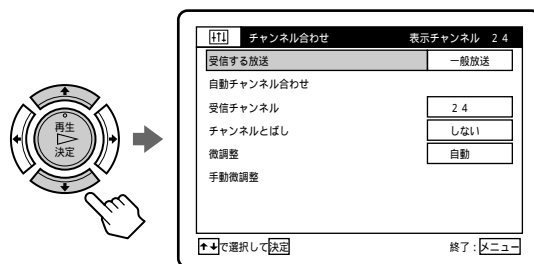 チャンネル合わせ 表示チャンネル 24
受信する放送 一般放送
自動チャンネル合わせ
受信チャンネル 24
チャンネルとばし しない
微調整 自動
手動微調整
再生
決定
で選択して決定 終了:メニュー